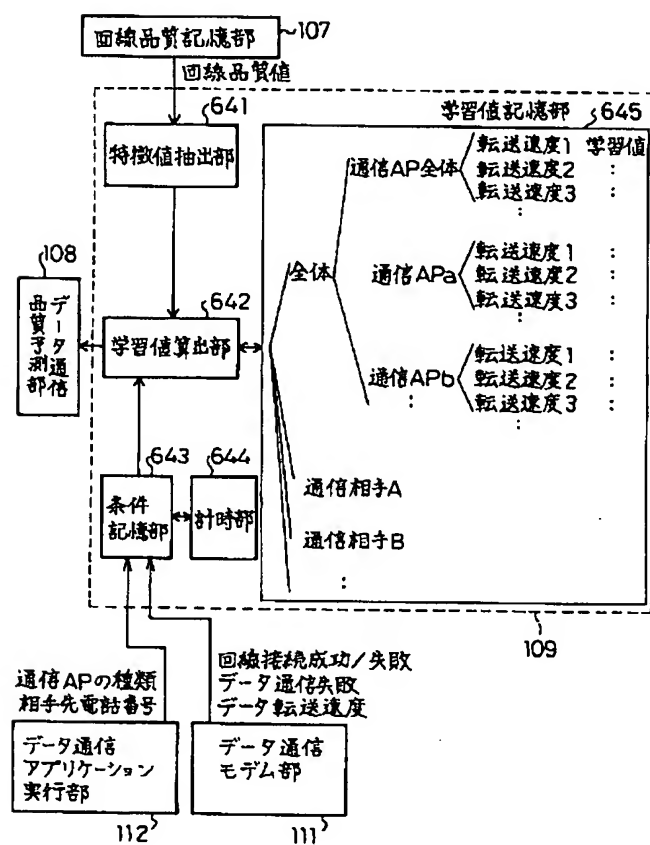 回線品質記憶部
107
回線品質値
641
特徴値抽出部
学習値記憶部
645
通信AP全体
転送速度1 学習値
転送速度2 :
転送速度3 :
:
108
データ通信
品質予測部
642
学習値算出部
全体
通信APa
転送速度1 :
転送速度2 :
転送速度3 :
:
通信APb
転送速度1 :
転送速度2 :
転送速度3 :
:
:
643
条件
記憶部
644
計時部
通信相手A
通信相手B
:
109
通信APの種類
相手先電話番号
回線接続成功/失敗
データ通信失敗
データ転送速度
データ通信
アプリケーション
実行部
112
データ通信
モデム部
111